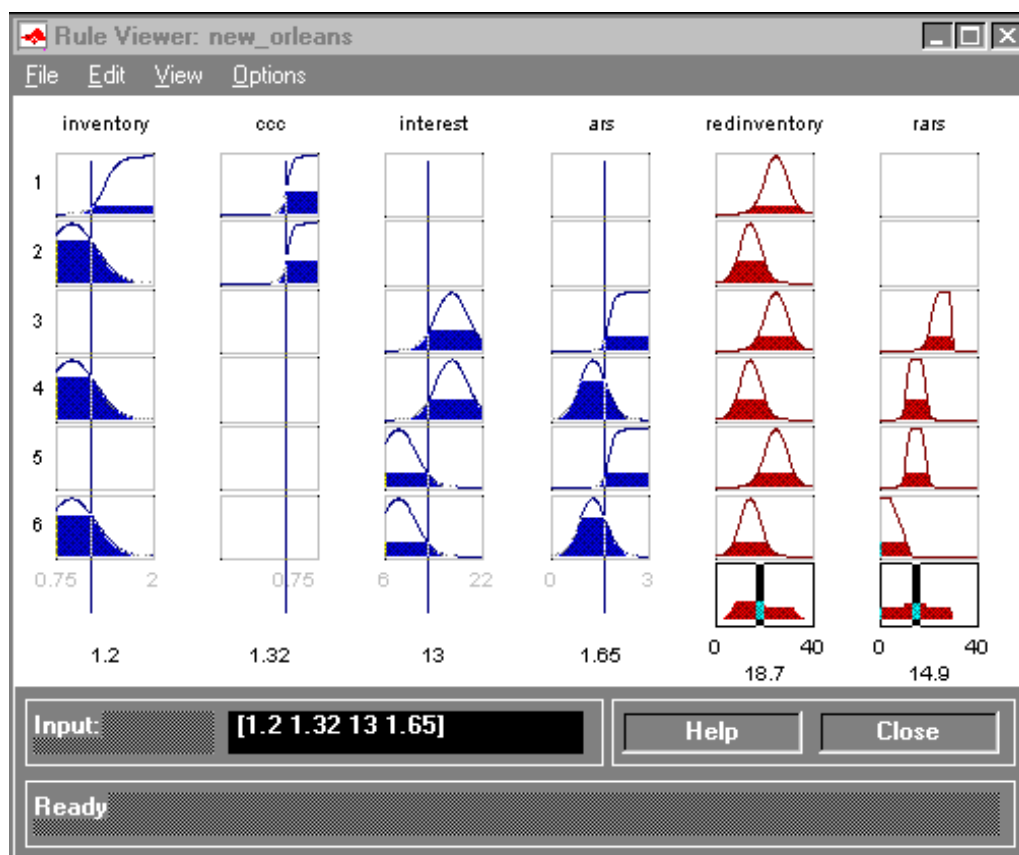 Rule Viewer: new_orleans
File Edit View Options
inventory ccc interest ars redinventory rars
1
2
3
4
5
6
0.75 2 0.75 6 22 0 3
0 40 0 40
1.2 1.32 13 1.65
18.7 14.9
Input: [1.2 1.32 13 1.65] Help Close
Ready